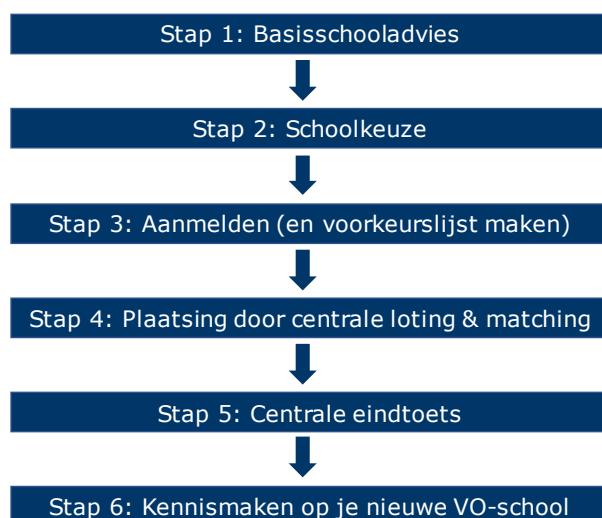 Stap 1: Basisschooladvies
Stap 2: Schoolkeuze
Stap 3: Aanmelden (en voorkeurslijst maken)
Stap 4: Plaatsing door centrale loting & matching
Stap 5: Centrale eindtoets
Stap 6: Kennismaken op je nieuwe VO-school